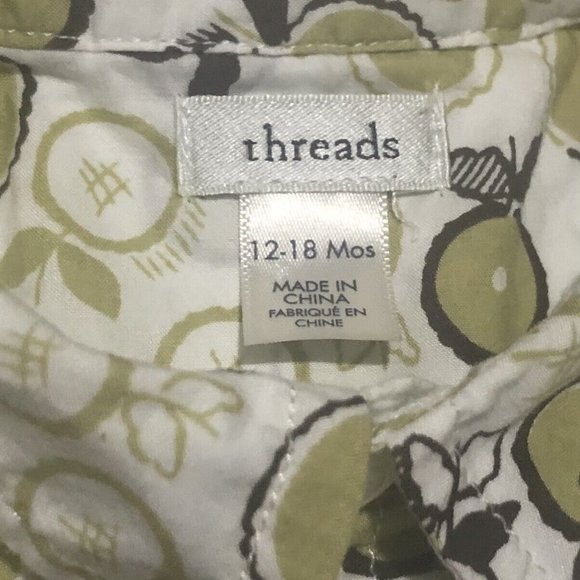 threads
12-18 Mos
MADE IN
CHINA
FABRIQUÉ EN
CHINE